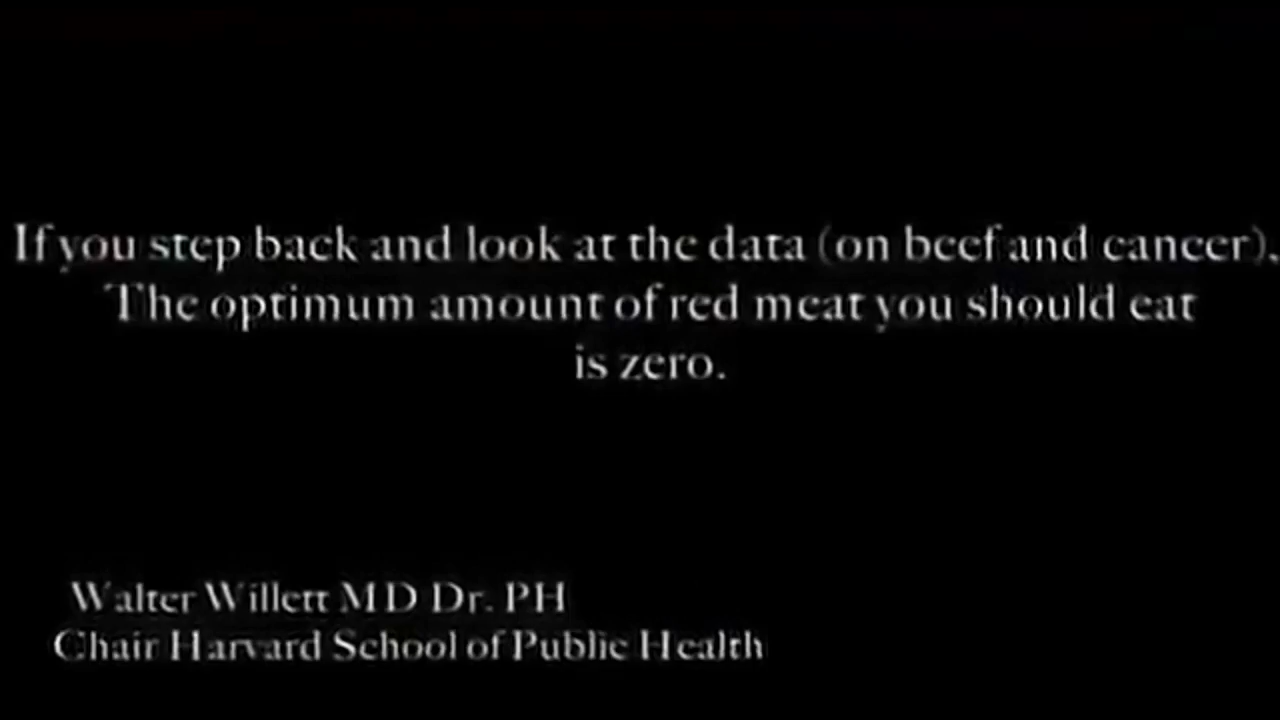 If you step back and look at the data (on beef and cancer).
The optimum amount of red meat you should eat
is zero.
Walter Willett MD Dr. PH
Chair Harvard School of Public Health